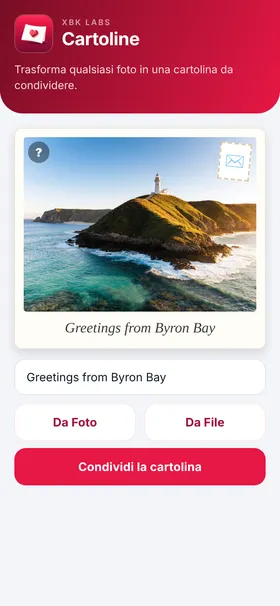 XBK LABS
Cartoline
Trasforma qualsiasi foto in una cartolina da
condividere.
?
Greetings from Byron Bay
Greetings from Byron Bay
Da Foto
Da File
Condividi la cartolina